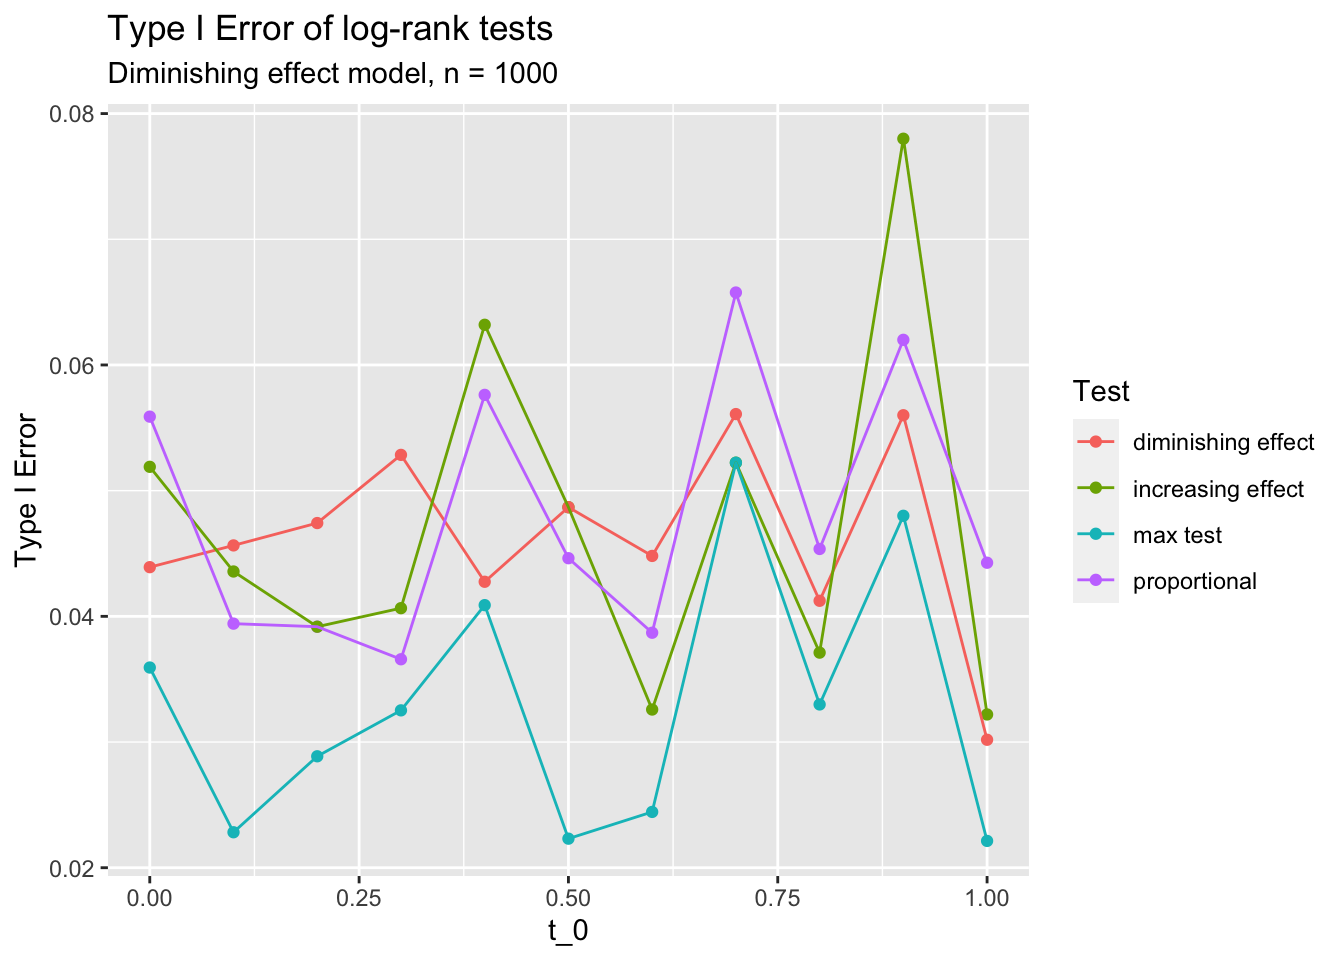 Type I Error of log-rank tests
Diminishing effect model, n = 1000
0.08
0.06
0.04
0.02
Type I Error
0.00 0.25 0.50 0.75 1.00
t_0
Test
diminishing effect
increasing effect
max test
proportional